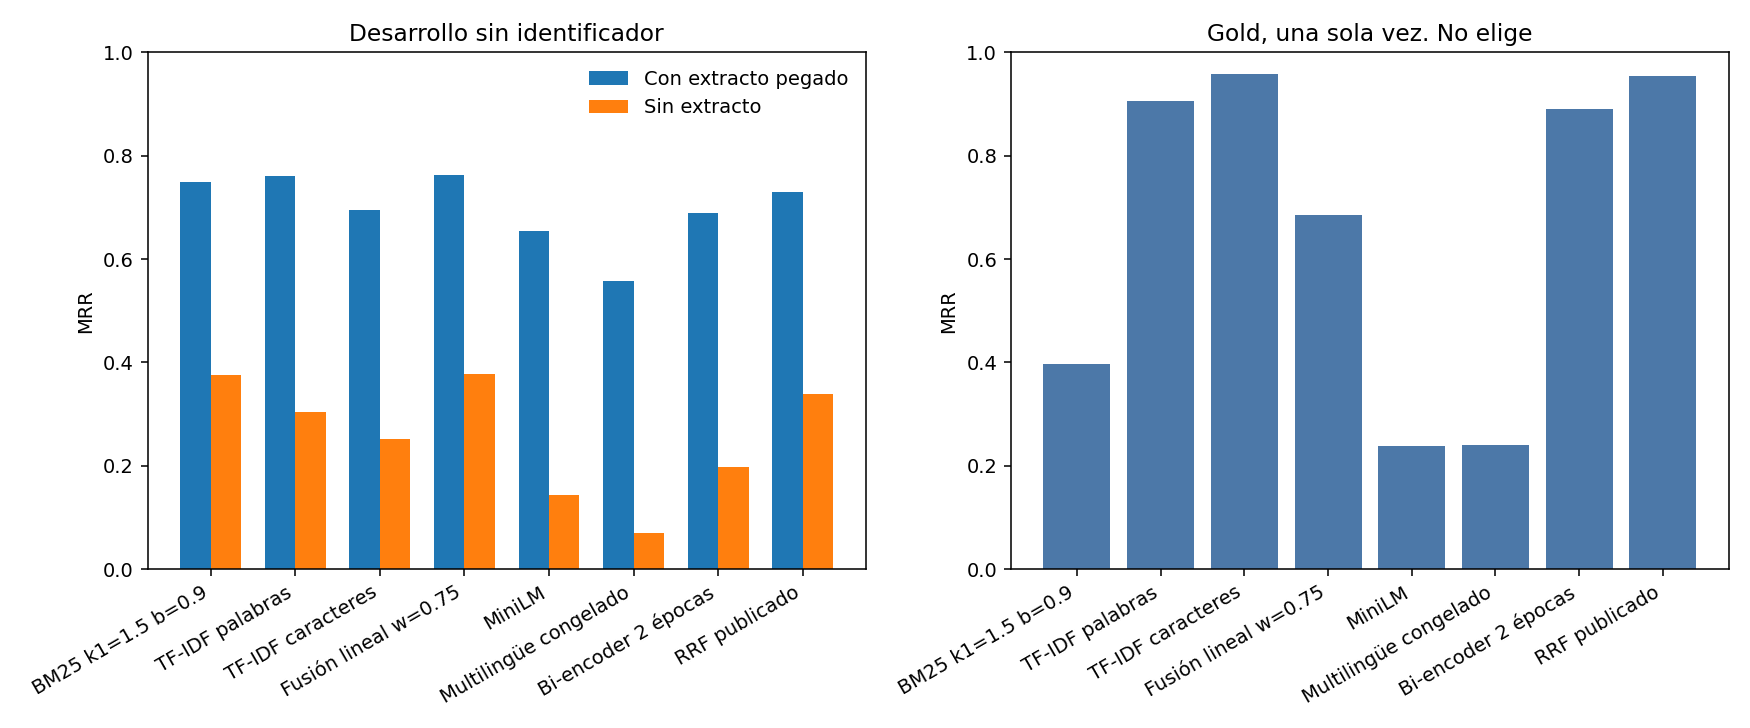 Desarrollo sin identificador
MRR
1.0
0.8
0.6
0.4
0.2
0.0
Con extracto pegado
Sin extracto
BM25 k1=1.5 b=0.9
TF-IDF palabras
TF-IDF caracteres
Fusión lineal w=0.75
MiniLM
Multilingüe congelado
Bi-encoder 2 épocas
RRF publicado
Gold, una sola vez. No elige
MRR
1.0
0.8
0.6
0.4
0.2
0.0
BM25 k1=1.5 b=0.9
TF-IDF palabras
TF-IDF caracteres
Fusión lineal w=0.75
MiniLM
Multilingüe congelado
Bi-encoder 2 épocas
RRF publicado